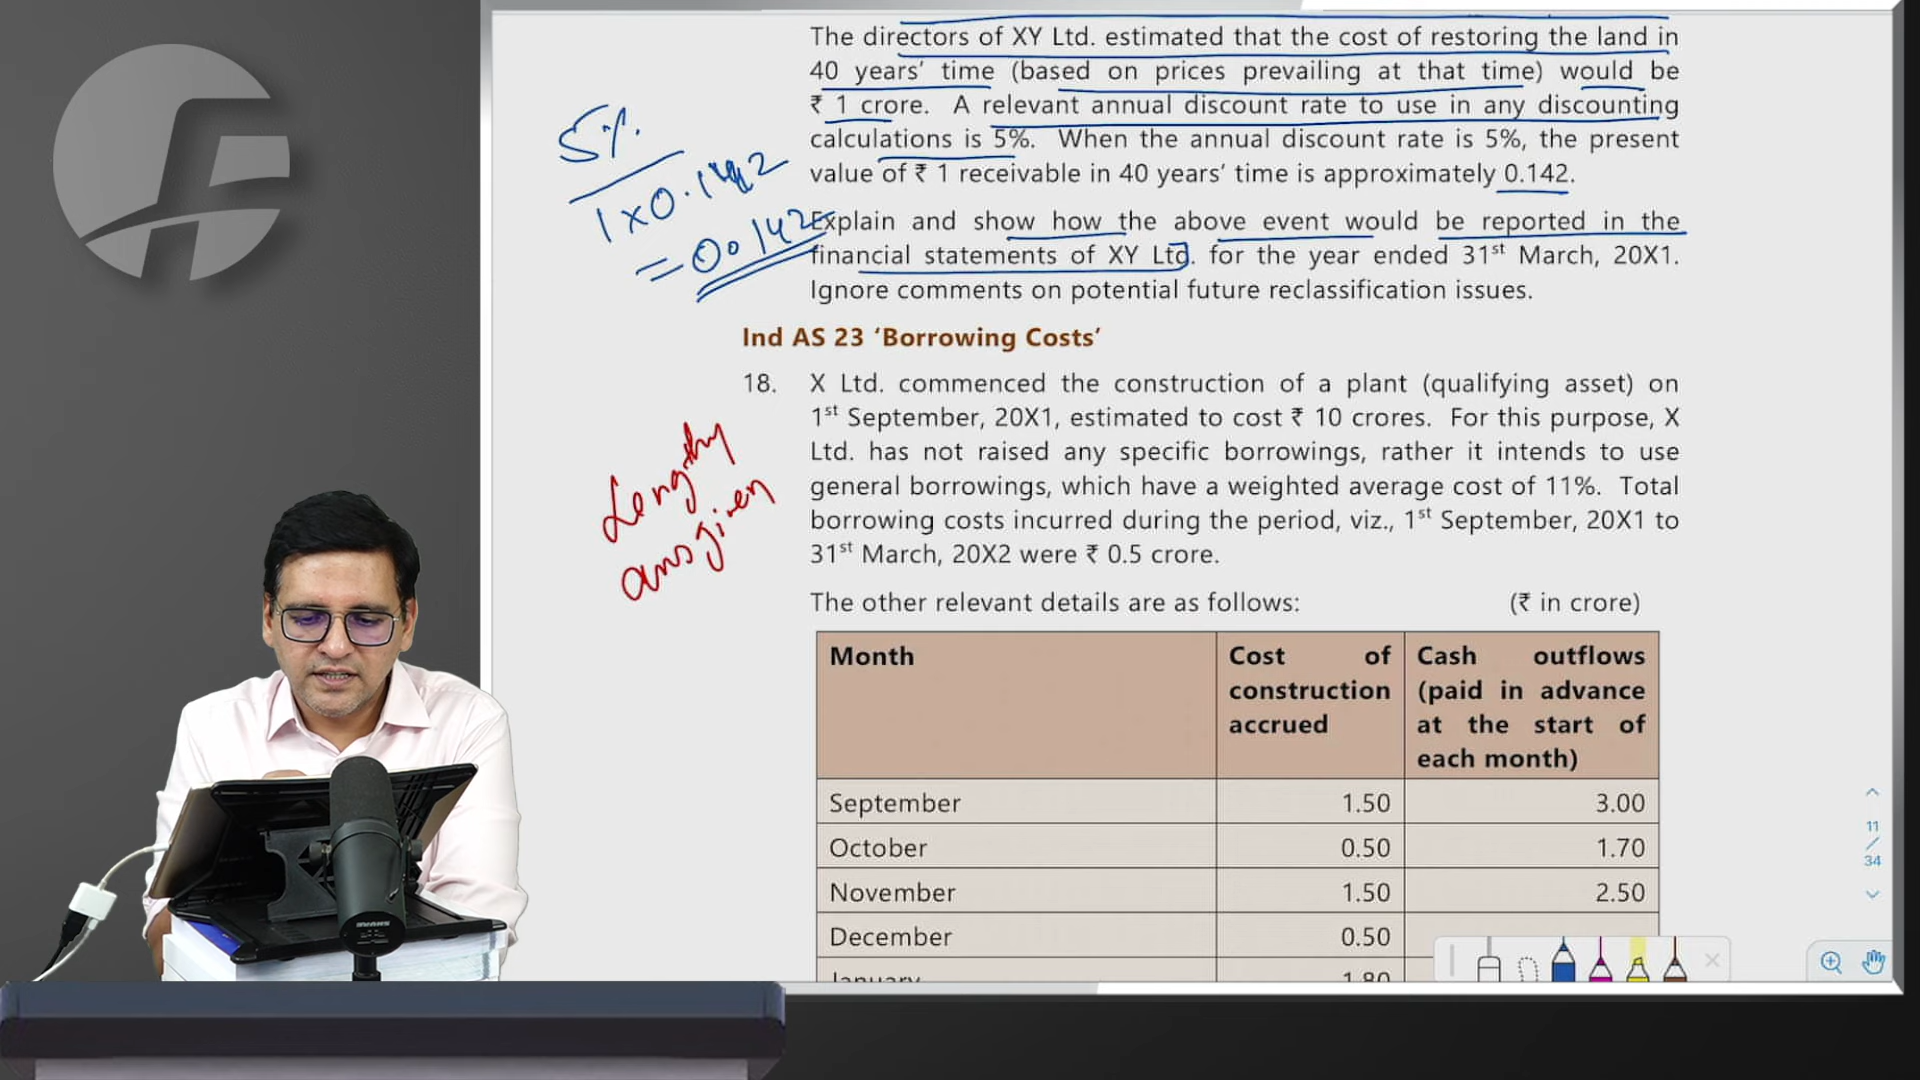 The directors of XY Ltd. estimated that the cost of restoring the land in
40 years' time (based on prices prevailing at that time) would be
₹ 1 crore. A relevant annual discount rate to use in any discounting
calculations is 5%. When the annual discount rate is 5%, the present
value of ₹ 1 receivable in 40 years' time is approximately 0.142.
5%
1 x 0.142
= 0.142
Explain and show how the above event would be reported in the
financial statements of XY Ltd. for the year ended 31st March, 20X1.
Ignore comments on potential future reclassification issues.
Ind AS 23 ‘Borrowing Costs’
18. X Ltd. commenced the construction of a plant (qualifying asset) on
1st September, 20X1, estimated to cost ₹ 10 crores. For this purpose, X
Ltd. has not raised any specific borrowings, rather it intends to use
general borrowings, which have a weighted average cost of 11%. Total
borrowing costs incurred during the period, viz., 1st September, 20X1 to
31st March, 20X2 were ₹ 0.5 crore.
Lengthy
ans given
The other relevant details are as follows: (₹ in crore)
Month Cost of construction accrued Cash outflows (paid in advance at the start of each month)
September 1.50 3.00
October 0.50 1.70
November 1.50 2.50
December 0.50
January 1.80
11
/
34